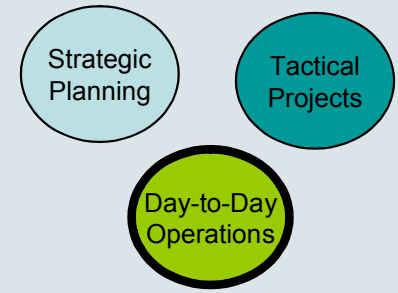 Strategic
Planning
Tactical
Projects
Day-to-Day
Operations